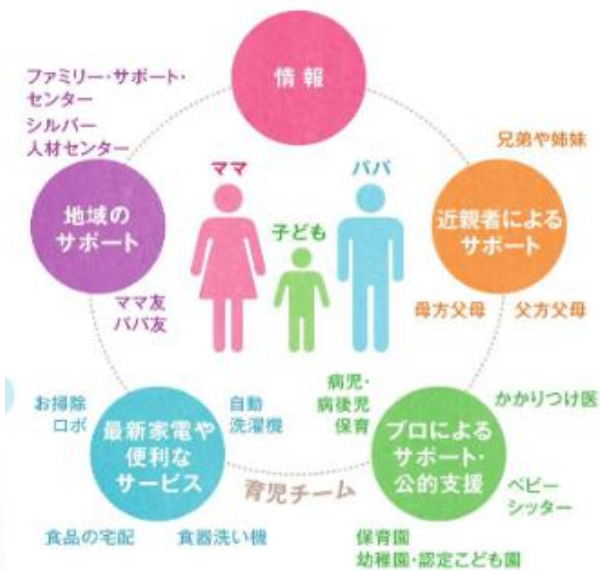 情報
ファミリー・サポート・
センター
シルバー
人材センター
地域の
サポート
ママ友
パパ友
兄弟や姉妹
近親者による
サポート
母方父母
父方父母
ママ
パパ
子ども
お掃除
ロボ
自動
洗濯機
最新家電や
便利な
サービス
食品の宅配
食器洗い機
育児チーム
病児・
病後児
保育
かかりつけ医
プロによる
サポート・
公的支援
ベビー
シッター
保育園
幼稚園・認定こども園